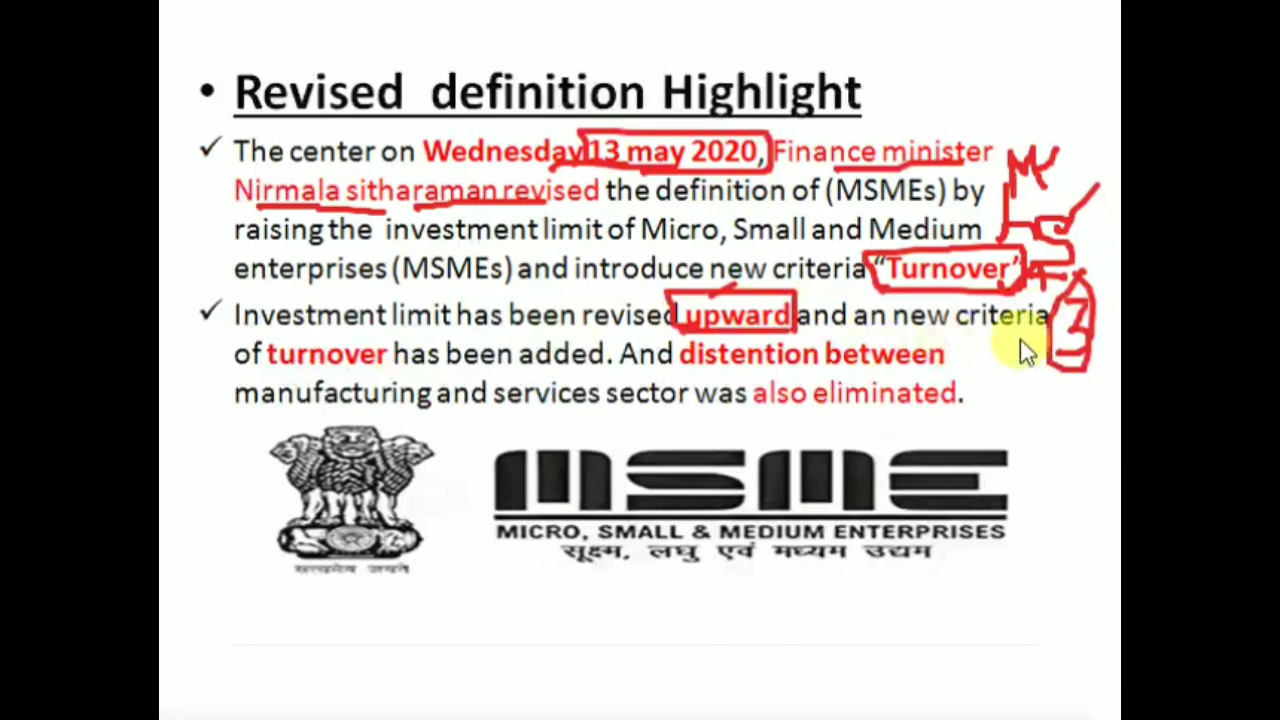 • Revised definition Highlight
✓ The center on Wednesday 13 may 2020, Finance minister
Nirmala sitharaman revised the definition of (MSMEs) by
raising the investment limit of Micro, Small and Medium
enterprises (MSMEs) and introduce new criteria “Turnover’
✓ Investment limit has been revised upward and an new criteria
of turnover has been added. And distention between
manufacturing and services sector was also eliminated.
MSME
MICRO, SMALL & MEDIUM ENTERPRISES
सूक्ष्म, लघु एवं मध्यम उद्यम
सत्यमेव जयते